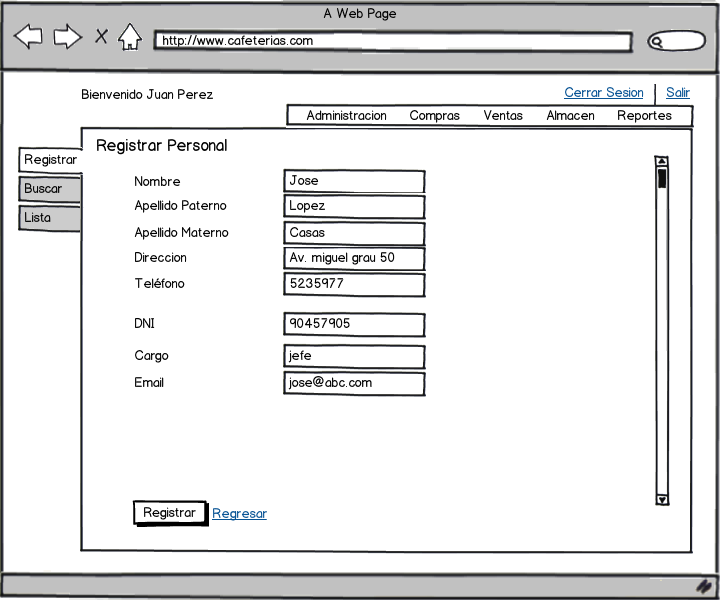 A Web Page
X http://www.cafeterias.com
Bienvenido Juan Perez
Cerrar Sesion | Salir
Administracion Compras Ventas Almacen Reportes
Registrar
Buscar
Lista
Registrar Personal
Nombre Jose
Apellido Paterno Lopez
Apellido Materno Casas
Direccion Av. miguel grau 50
Teléfono 5235977
DNI 90457905
Cargo jefe
Email jose@abc.com
Registrar Regresar